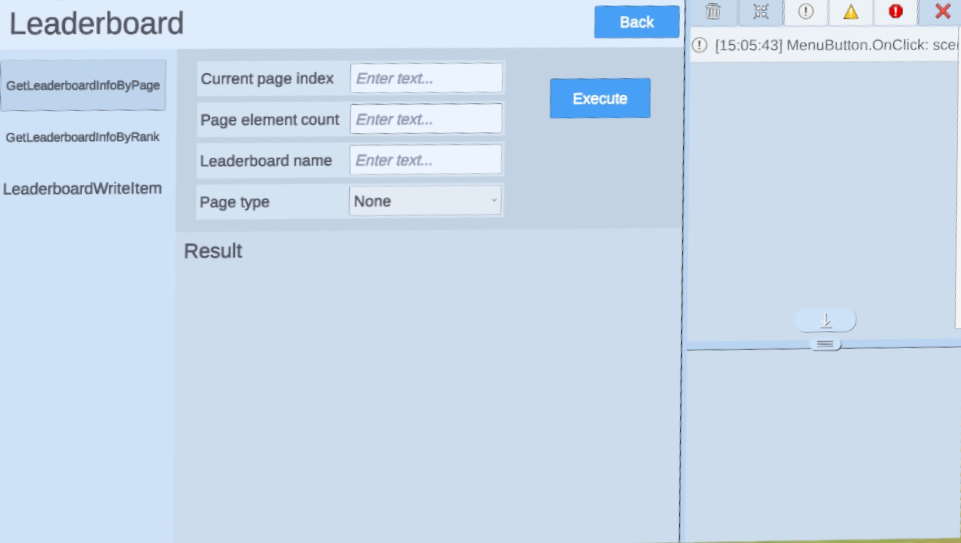 Leaderboard
Back
GetLeaderboardInfoByPage
GetLeaderboardInfoByRank
LeaderboardWriteItem
Current page index
Enter text...
Execute
Page element count
Enter text...
Leaderboard name
Enter text...
Page type
None
Result
[15:05:43] MenuButton.OnClick: